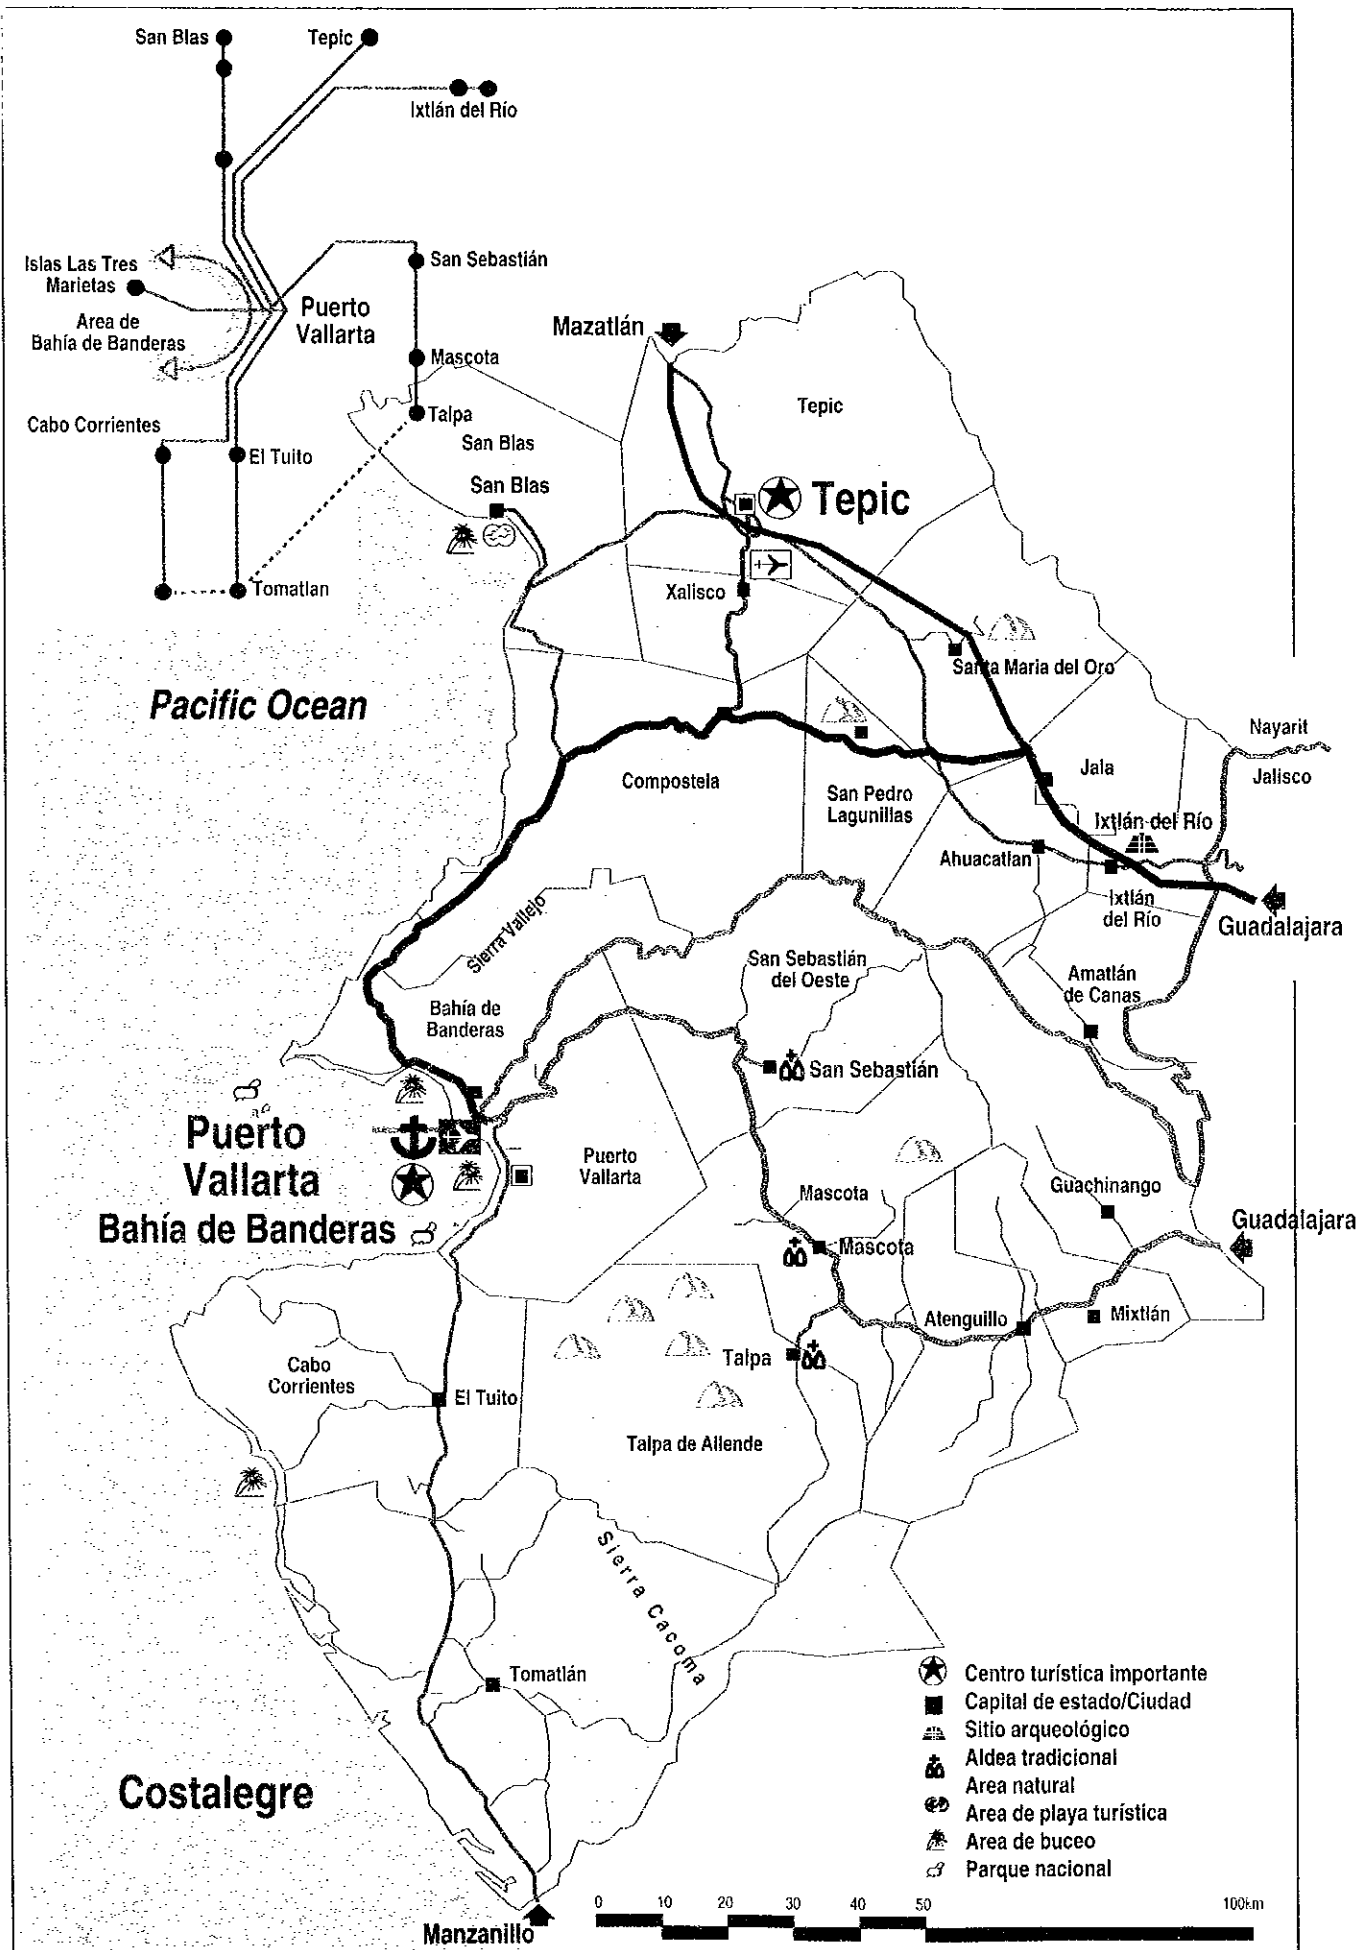 San Blas
Tepic
Ixtlán del Río
Islas Las Tres
Marietas
Area de
Bahía de Banderas
Puerto
Vallarta
San Sebastián
Mascota
Talpa
Cabo Corrientes
El Tuito
Tomatlan
Mazatlán
Tepic
San Blas
San Blas
Tepic
Xalisco
Santa Maria del Oro
Pacific Ocean
Compostela
San Pedro
Lagunillas
Jala
Nayarit
Jalisco
Ixtlán del Río
Ahuacatlan
Ixtlán
del Río
Guadalajara
Sierra Vallejo
San Sebastián
del Oeste
Amatlán
de Canas
Bahía de
Banderas
San Sebastián
Puerto
Vallarta
Bahía de Banderas
Puerto
Vallarta
Mascota
Mascota
Guachinango
Guadalajara
Atenguillo
Mixtlán
Talpa
Cabo
Corrientes
El Tuito
Talpa de Allende
Sierra Cacoma
Tomatlán
Costalegre
Manzanillo
Centro turística importante
Capital de estado/Ciudad
Sitio arqueológico
Aldea tradicional
Area natural
Area de playa turística
Area de buceo
Parque nacional
0 10 20 30 40 50 100km